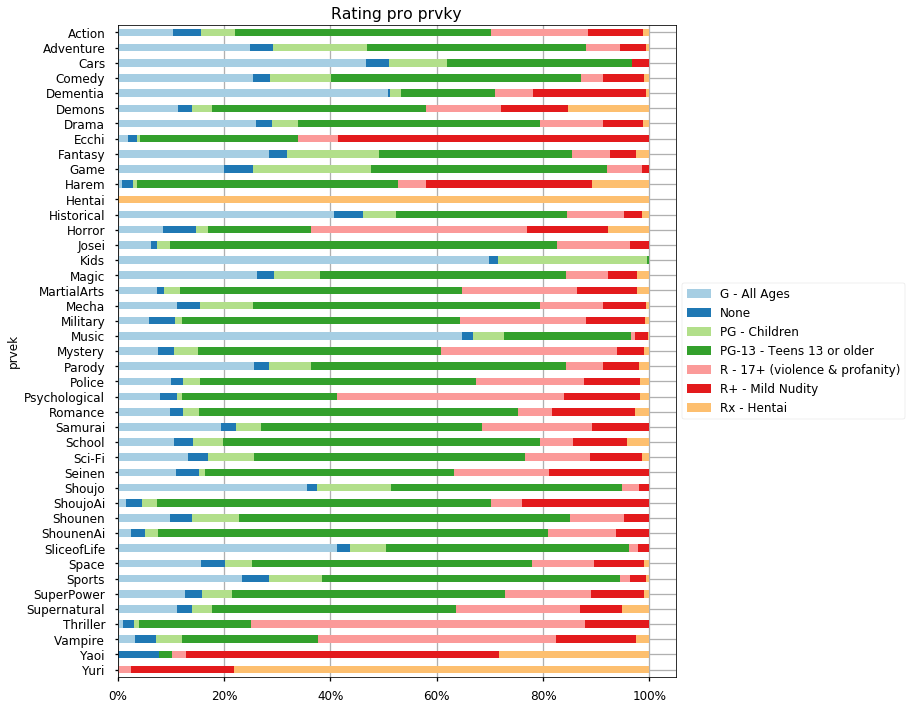 Rating pro prvky
prvek
Action
Adventure
Cars
Comedy
Dementia
Demons
Drama
Ecchi
Fantasy
Game
Harem
Hentai
Historical
Horror
Josei
Kids
Magic
MartialArts
Mecha
Military
Music
Mystery
Parody
Police
Psychological
Romance
Samurai
School
Sci-Fi
Seinen
Shoujo
ShoujoAi
Shounen
ShounenAi
SliceofLife
Space
Sports
SuperPower
Supernatural
Thriller
Vampire
Yaoi
Yuri
0% 20% 40% 60% 80% 100%
G - All Ages
None
PG - Children
PG-13 - Teens 13 or older
R - 17+ (violence & profanity)
R+ - Mild Nudity
Rx - Hentai